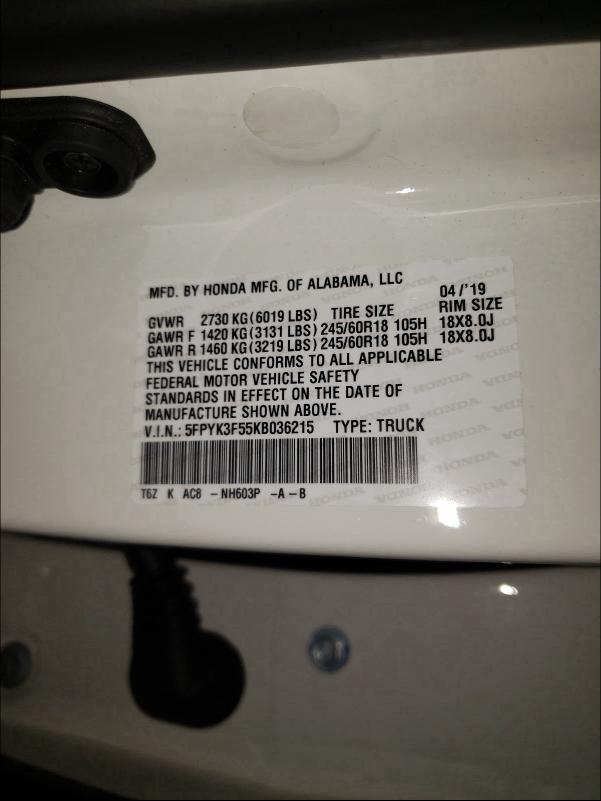 MFD. BY HONDA MFG. OF ALABAMA, LLC
04/'19
GVWR 2730 KG(6019 LBS) TIRE SIZE RIM SIZE
GAWR F 1420 KG(3131 LBS) 245/60R18 105H 18X8.0J
GAWR R 1460 KG(3219 LBS) 245/60R18 105H 18X8.0J
THIS VEHICLE CONFORMS TO ALL APPLICABLE
FEDERAL MOTOR VEHICLE SAFETY
STANDARDS IN EFFECT ON THE DATE OF
MANUFACTURE SHOWN ABOVE.
V.I.N.: 5FPYK3F55KB036215 TYPE: TRUCK
T6Z K AC8 -NH603P -A-B